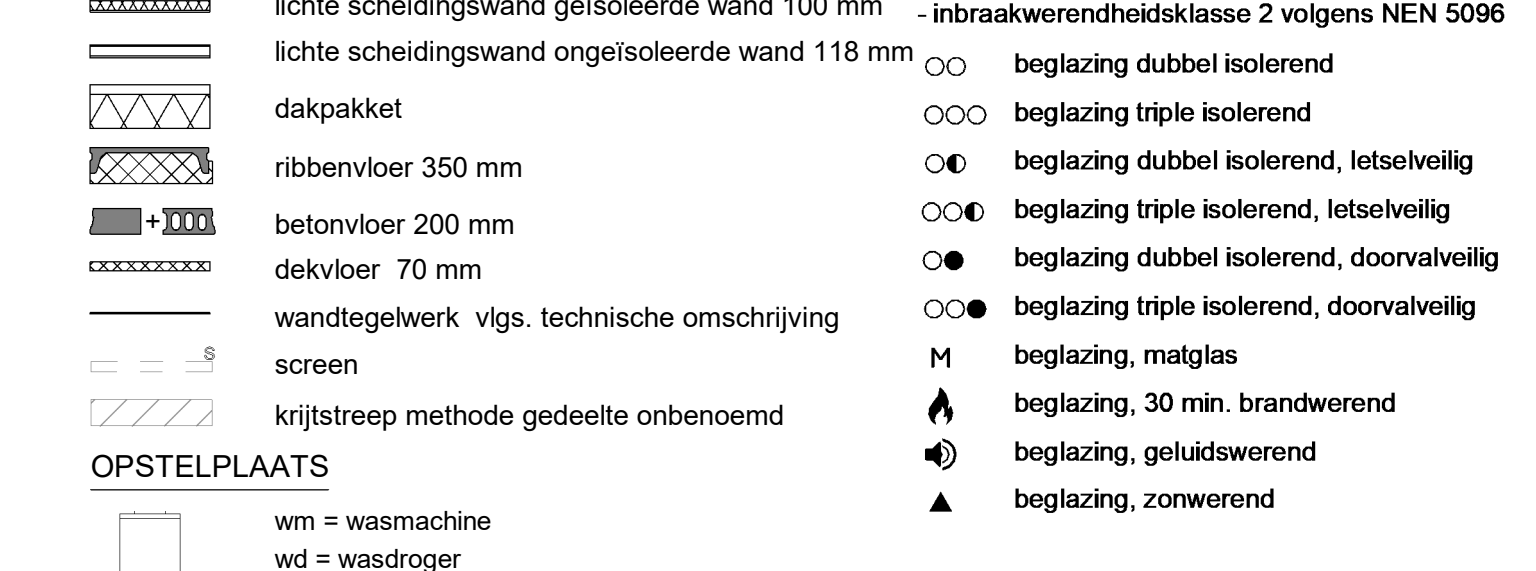 lichte scheidingswand geïsoleerde wand 100 mm
lichte scheidingswand ongeïsoleerde wand 118 mm
dakpakket
ribbenvloer 350 mm
+
betonvloer 200 mm
dekvloer 70 mm
wandtegelwerk vlgs. technische omschrijving
S
screen
krijtstreep methode gedeelte onbenoemd
OPSTELPLAATS
wm = wasmachine
wd = wasdroger
- inbraakwerendheidsklasse 2 volgens NEN 5096
beglazing dubbel isolerend
beglazing triple isolerend
beglazing dubbel isolerend, letselveilig
beglazing triple isolerend, letselveilig
beglazing dubbel isolerend, doorvalveilig
beglazing triple isolerend, doorvalveilig
M beglazing, matglas
beglazing, 30 min. brandwerend
beglazing, geluidswerend
beglazing, zonwerend